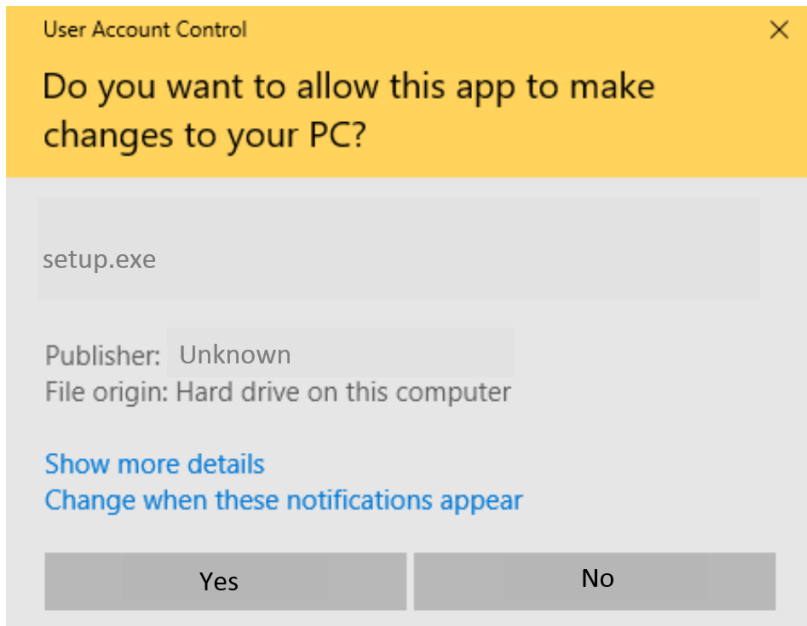 User Account Control
Do you want to allow this app to make
changes to your PC?
setup.exe
Publisher: Unknown
File origin: Hard drive on this computer
Show more details
Change when these notifications appear
Yes
No